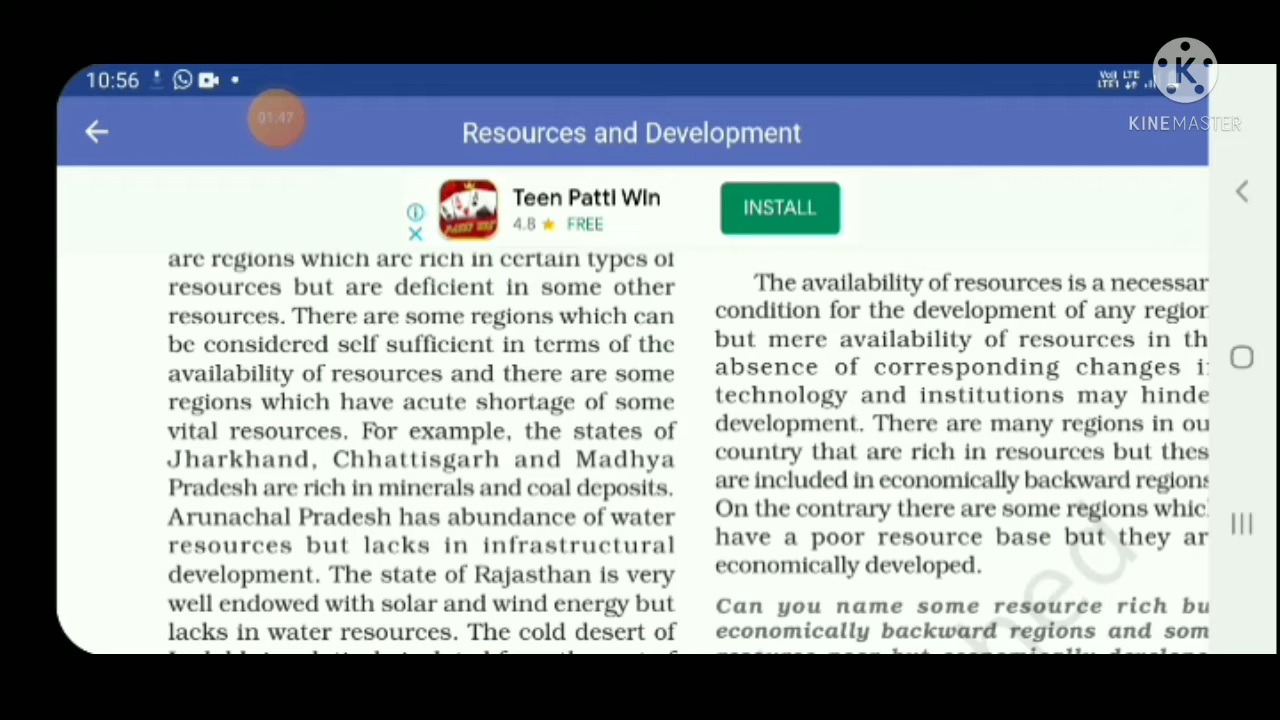 10:56
VoJ) LTE
LTE1
KINEMASTER
01:47
Resources and Development
Teen PattI WIn
4.8 ★ FREE
INSTALL
are regions which are rich in certain types of
resources but are deficient in some other
resources. There are some regions which can
be considered self sufficient in terms of the
availability of resources and there are some
regions which have acute shortage of some
vital resources. For example, the states of
Jharkhand, Chhattisgarh and Madhya
Pradesh are rich in minerals and coal deposits.
Arunachal Pradesh has abundance of water
resources but lacks in infrastructural
development. The state of Rajasthan is very
well endowed with solar and wind energy but
lacks in water resources. The cold desert of
The availability of resources is a necessar
condition for the development of any region
but mere availability of resources in th
absence of corresponding changes i
technology and institutions may hinde
development. There are many regions in ou
country that are rich in resources but thes
are included in economically backward regions
On the contrary there are some regions whic
have a poor resource base but they ar
economically developed.
Can you name some resource rich bu
economically backward regions and som